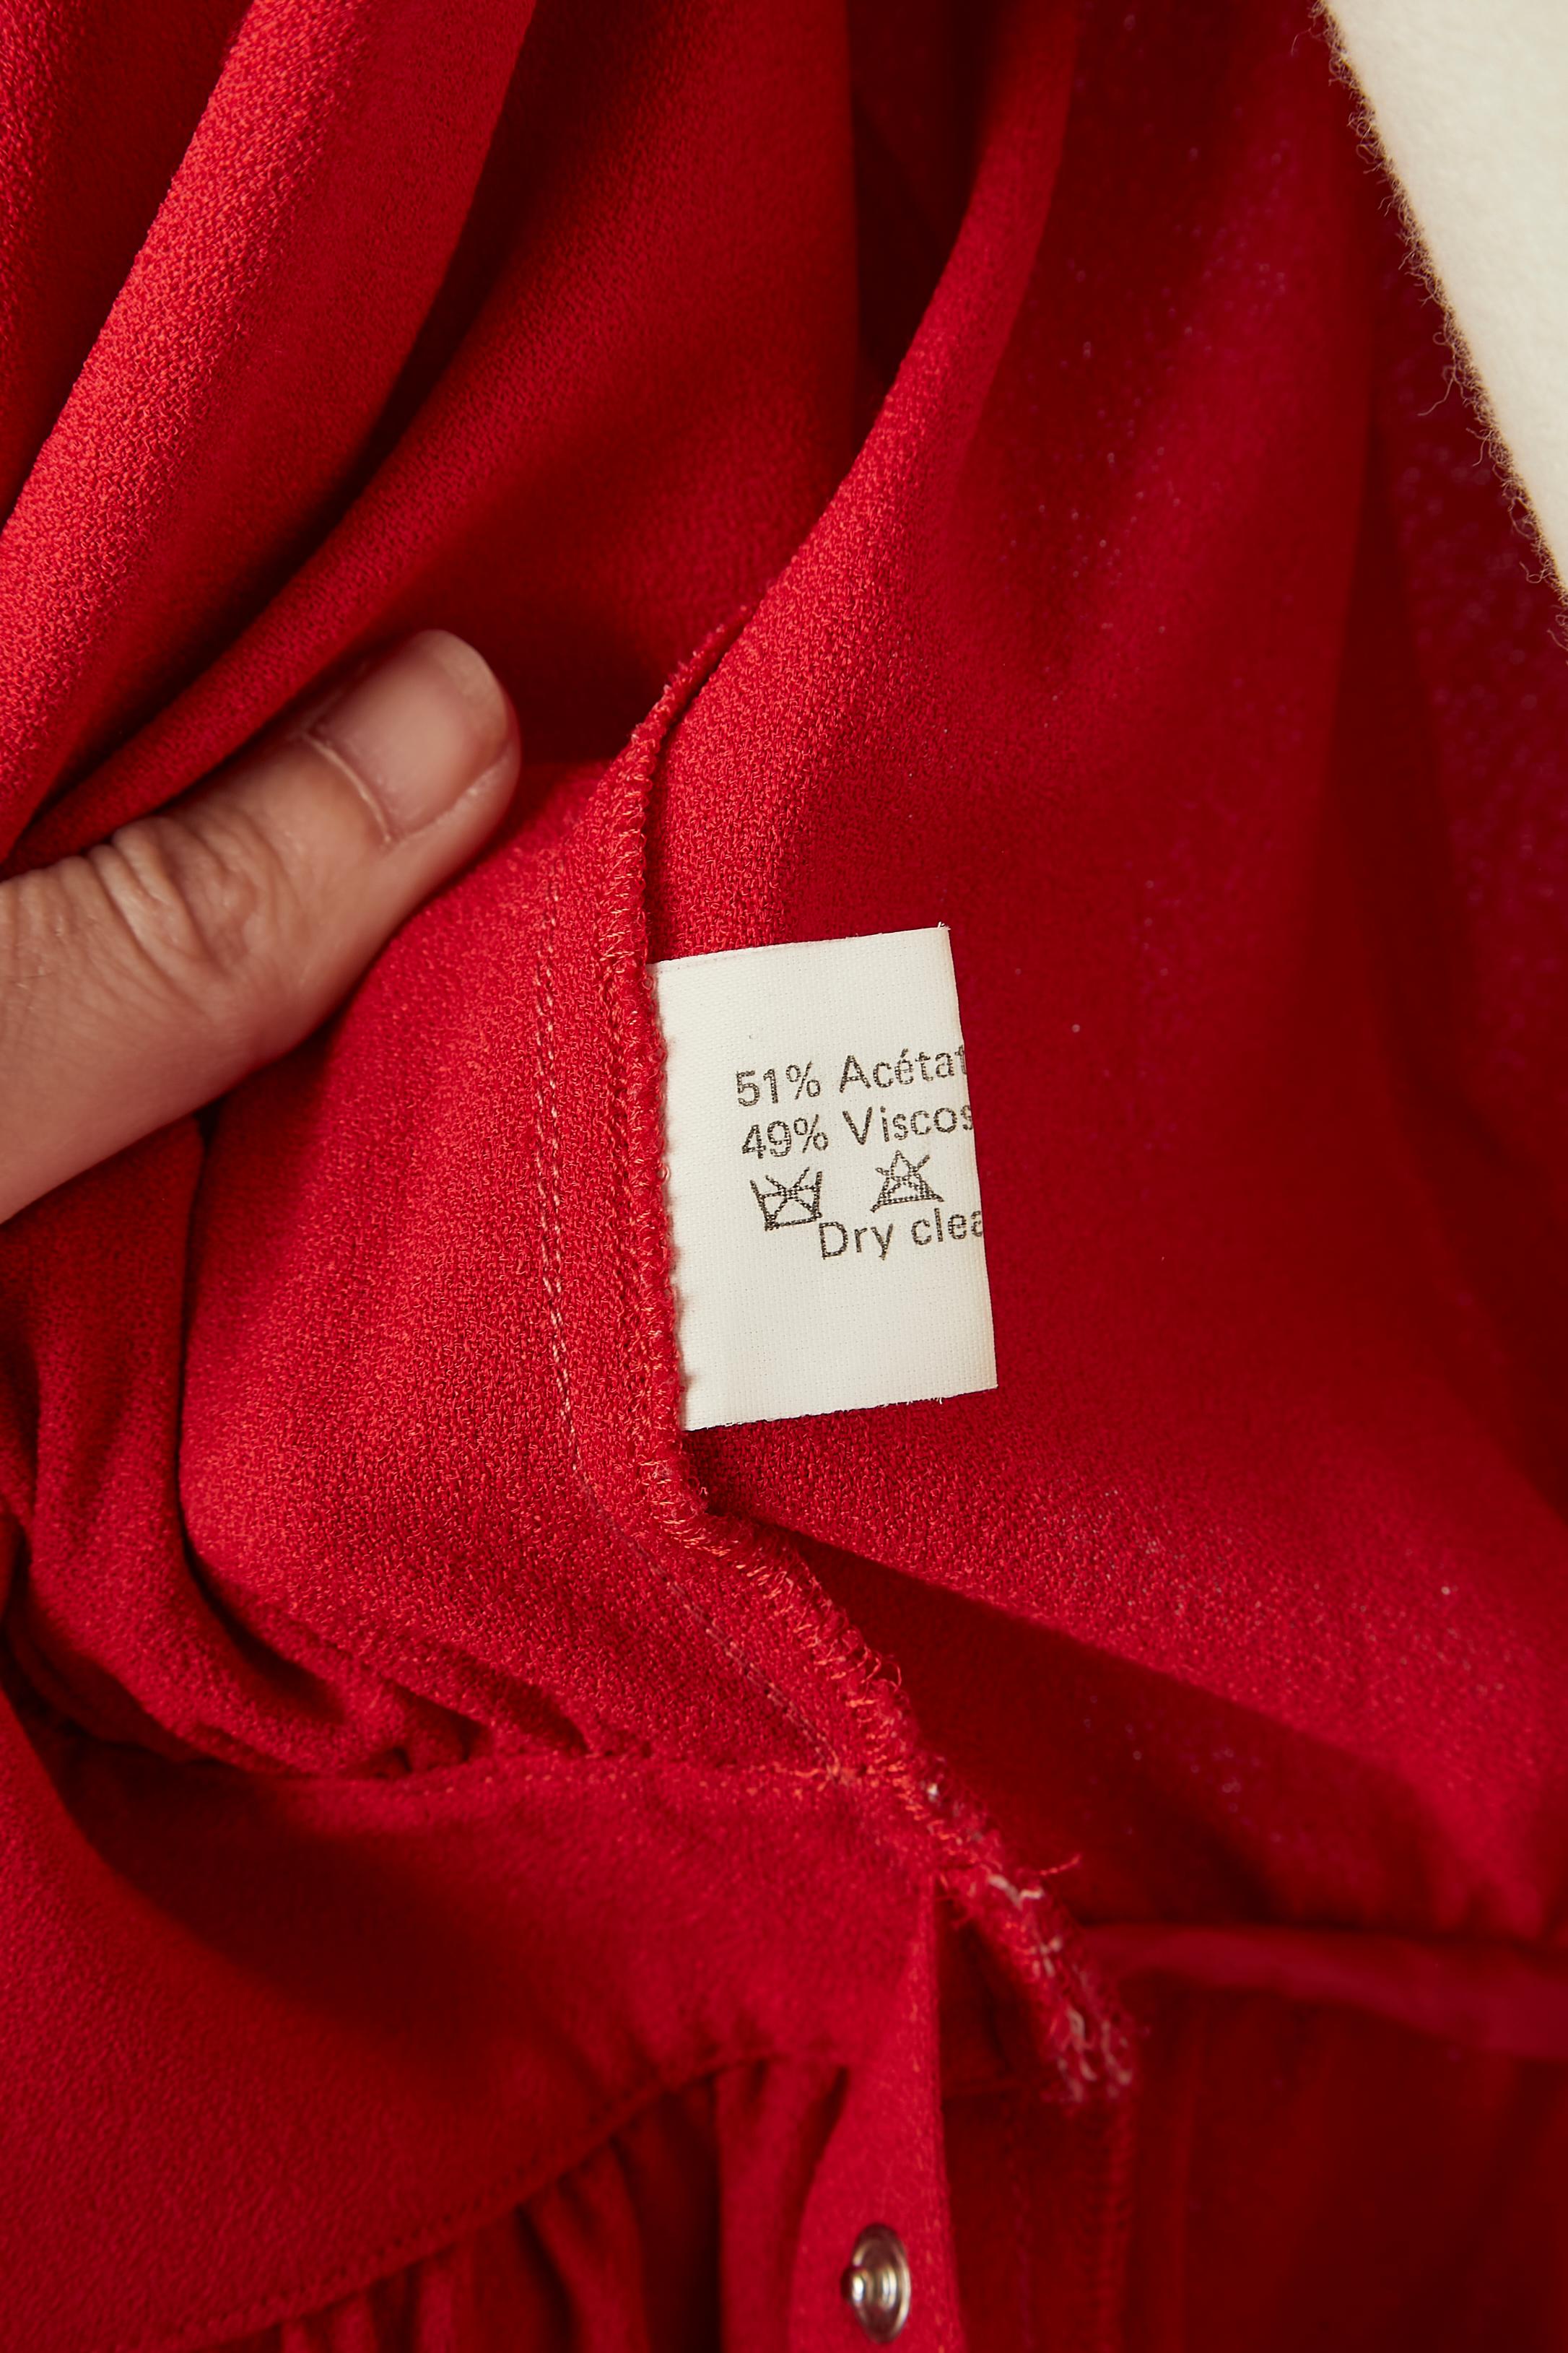 51% Acétat
49% Viscos
Dry clea